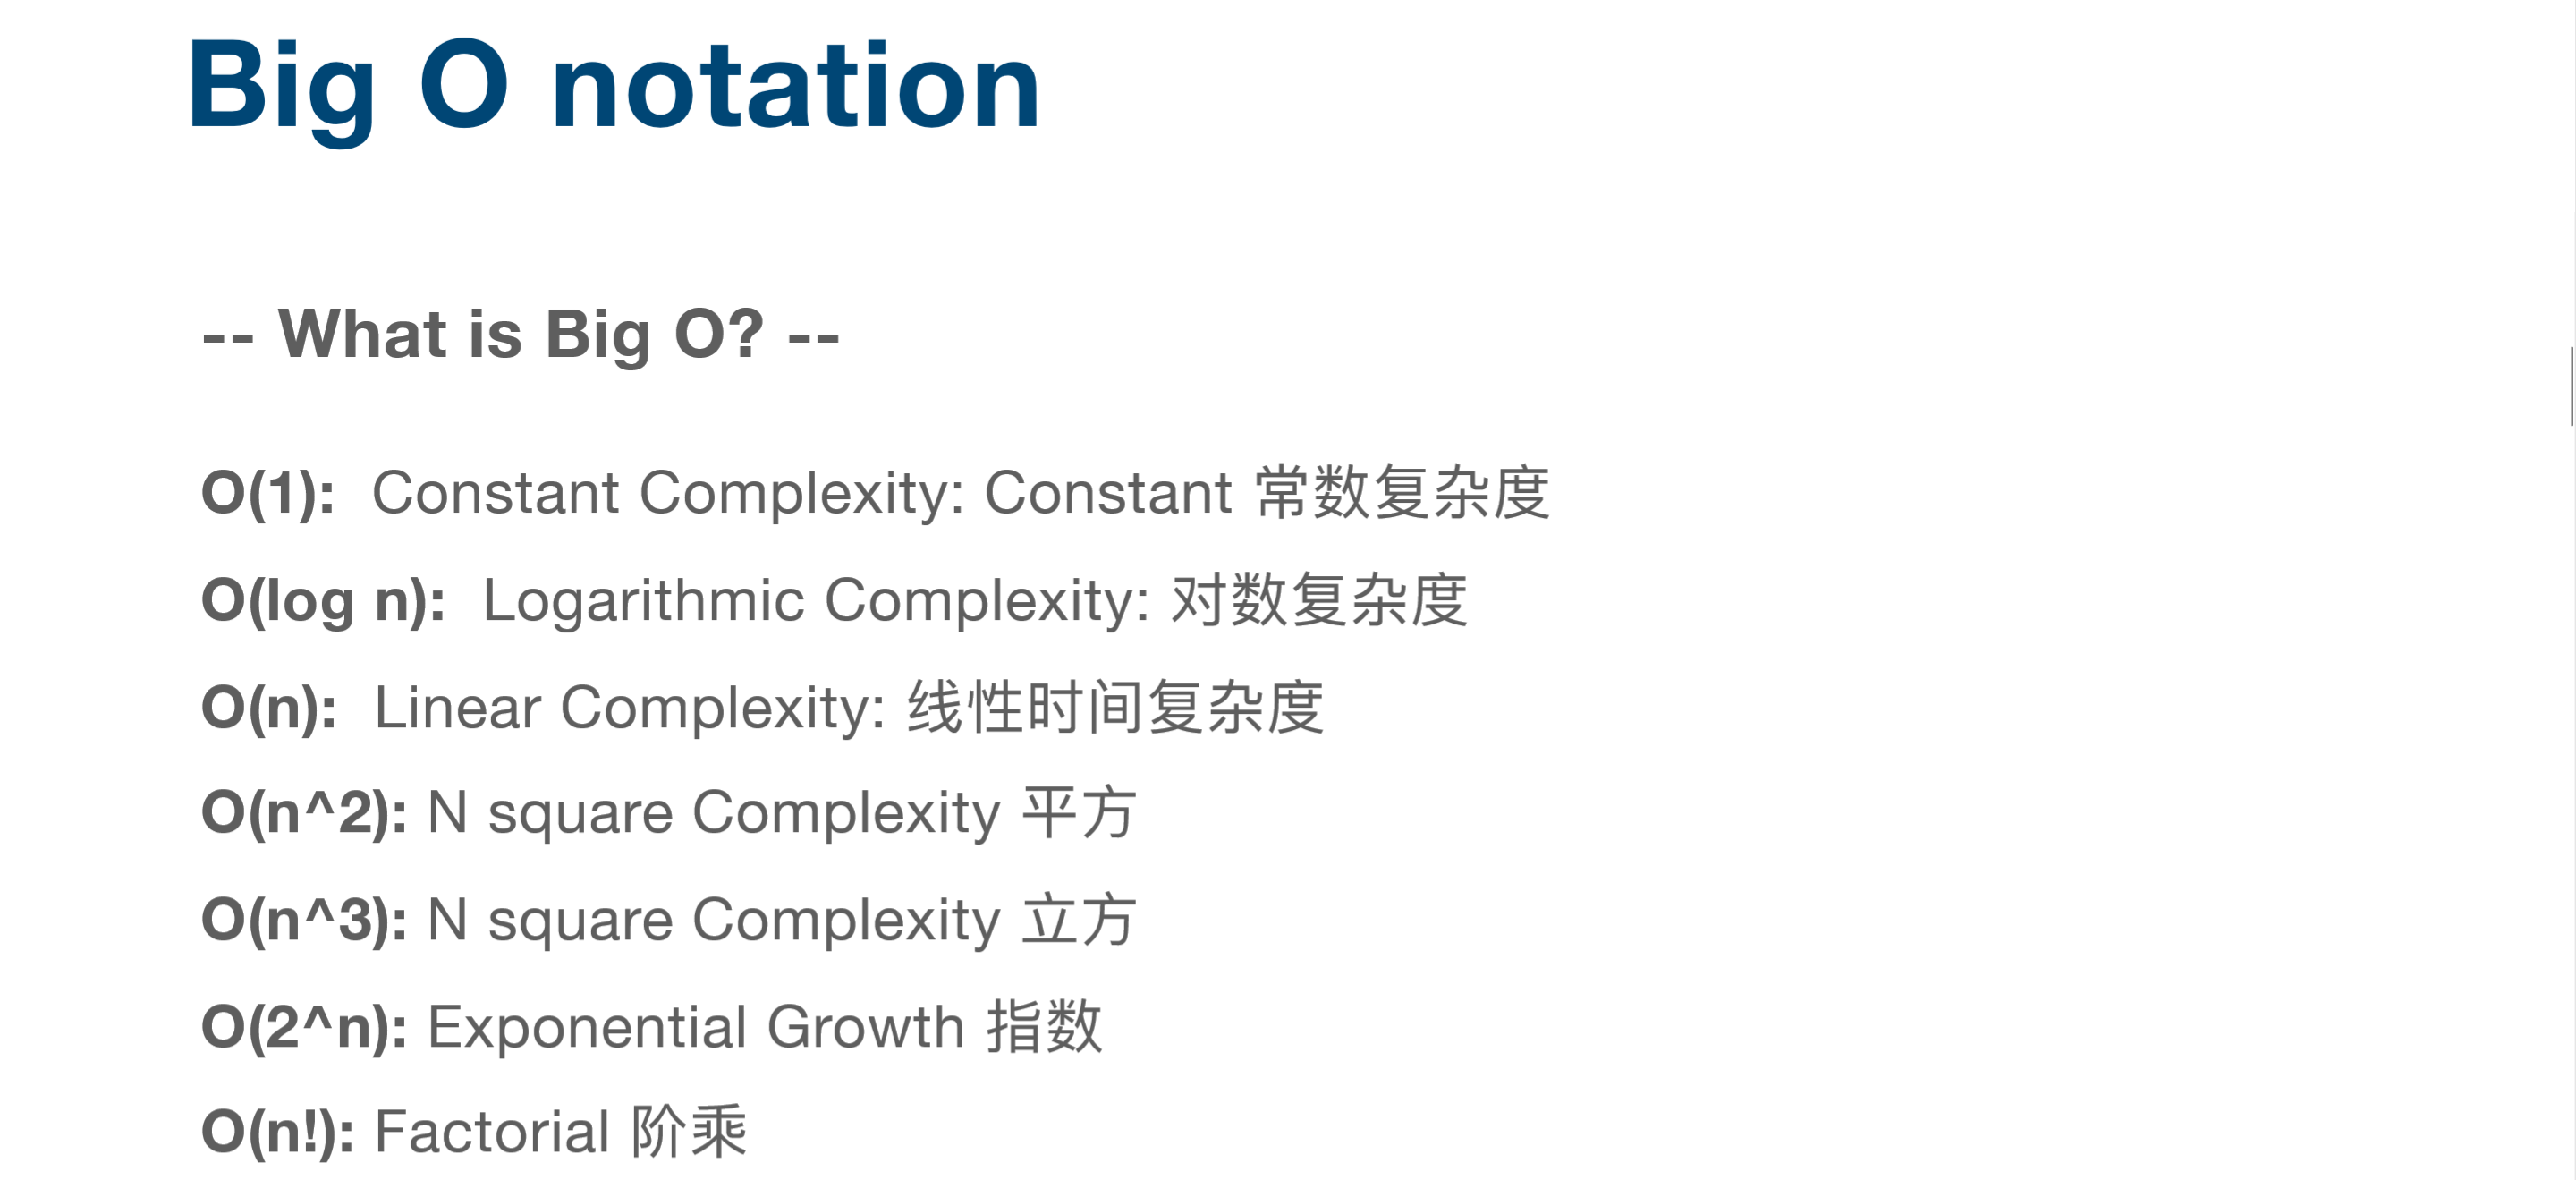 Big O notation
-- What is Big O? --
O(1): Constant Complexity: Constant 常数复杂度
O(log n): Logarithmic Complexity: 对数复杂度
O(n): Linear Complexity: 线性时间复杂度
O(n^2): N square Complexity 平方
O(n^3): N square Complexity 立方
O(2^n): Exponential Growth 指数
O(n!): Factorial 阶乘